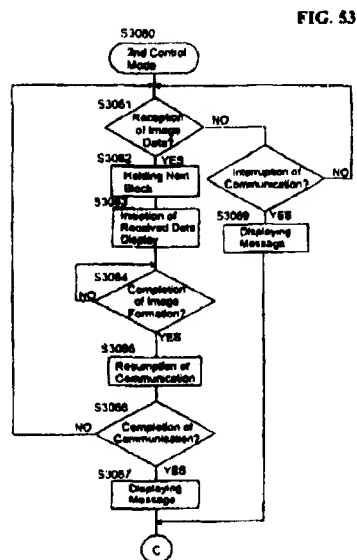 FIG. 53
S3060
2nd Control
Mode
S3061
Reception
of Image
Data?
NO
YES
S3062
Holding Next
Block
Interruption of
Communication?
NO
YES
S3063
Insertion of
Received Data
Display
S3069
Displaying
Message
S3064
Completion
of Image
Formation?
NO
YES
S3065
Resumption of
Communication
S3066
Completion of
Communication?
NO
YES
S3067
Displaying
Message
C